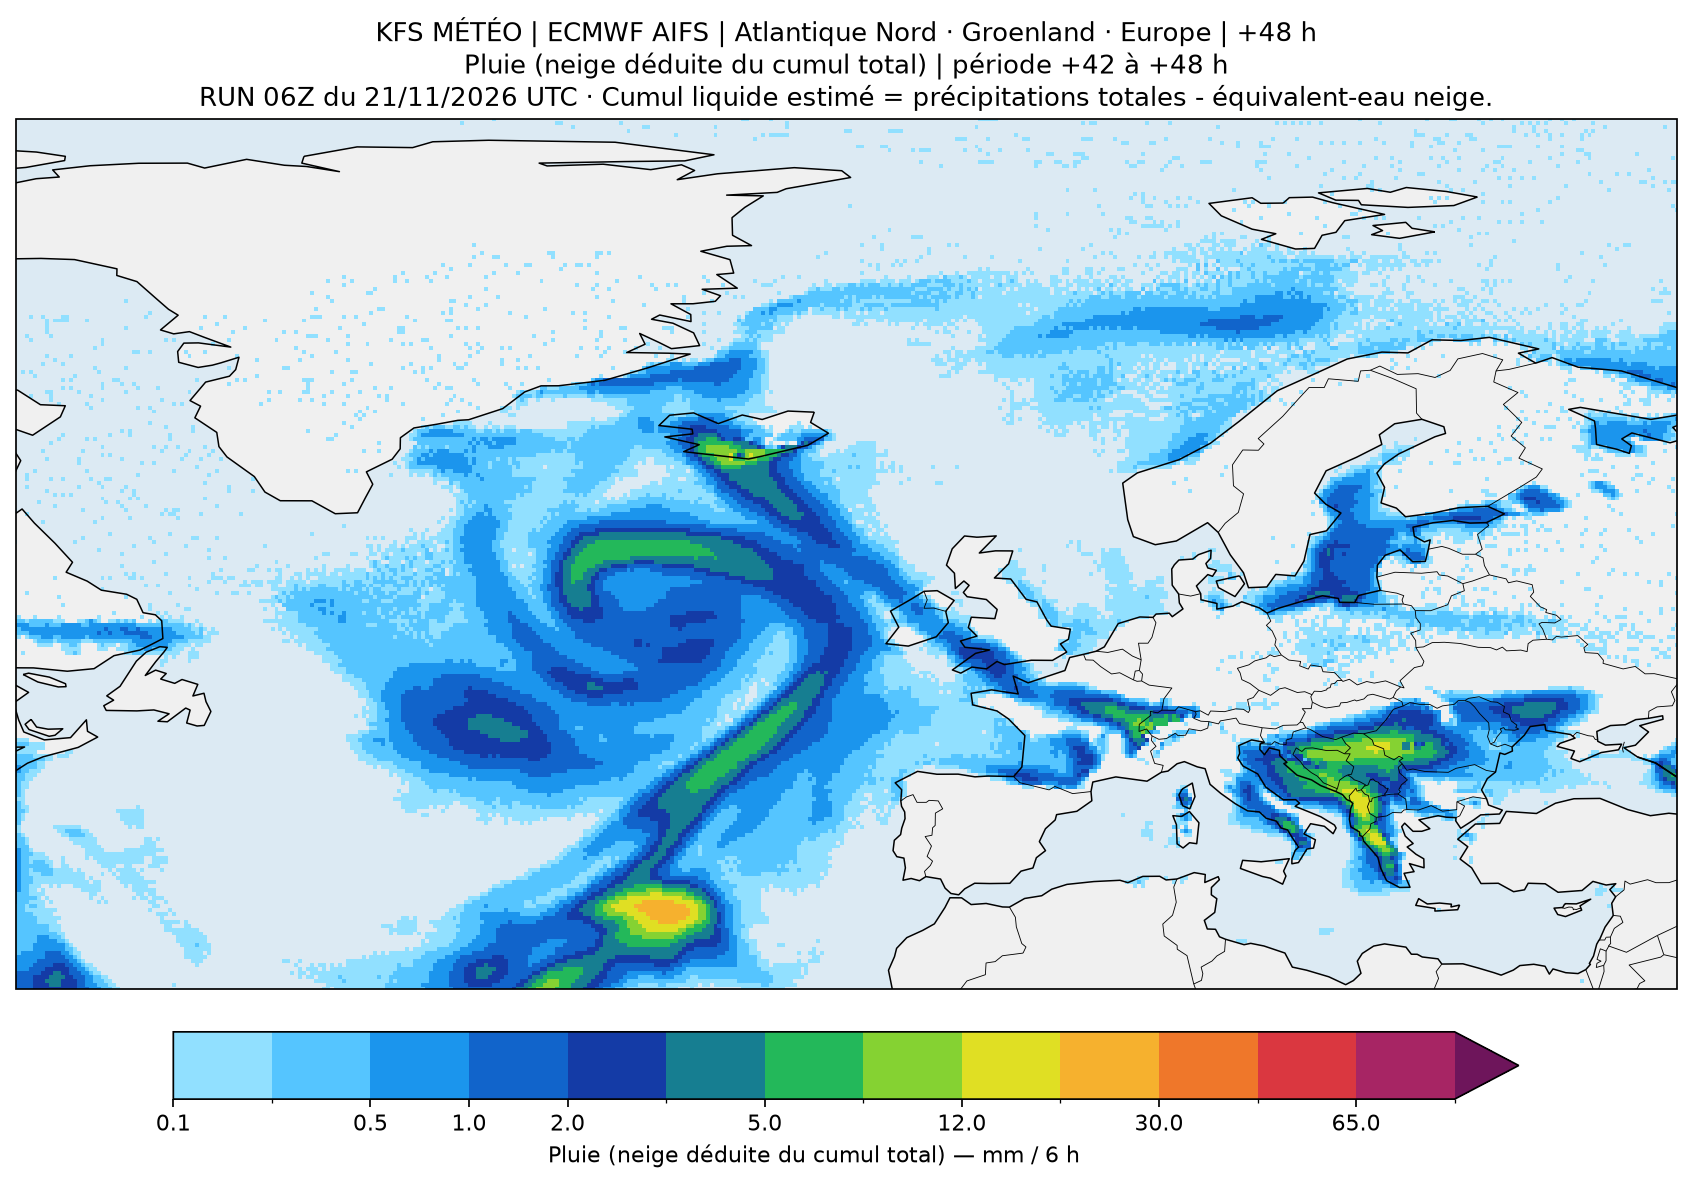 KFS MÉTÉO | ECMWF AIFS | Atlantique Nord · Groenland · Europe | +48 h
Pluie (neige déduite du cumul total) | période +42 à +48 h
RUN 06Z du 21/11/2026 UTC · Cumul liquide estimé = précipitations totales - équivalent-eau neige.
0.1 0.5 1.0 2.0 5.0 12.0 30.0 65.0
Pluie (neige déduite du cumul total) — mm / 6 h